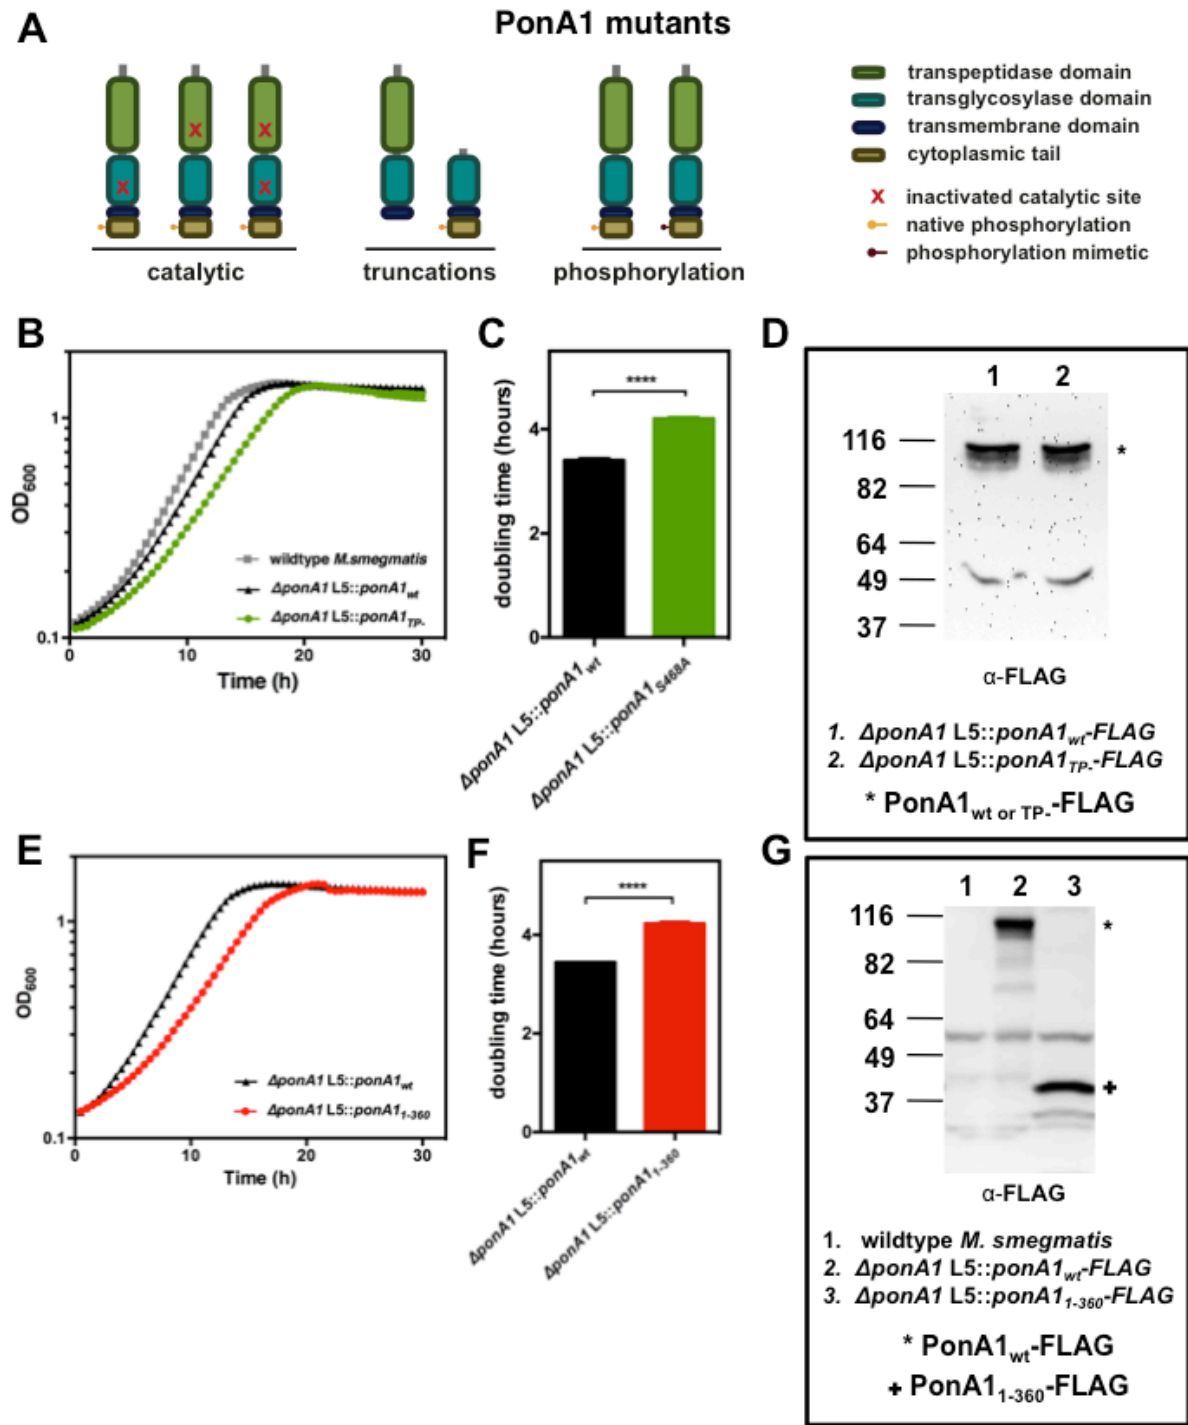 A
PonA1 mutants
transpeptidase domain
transglycosylase domain
transmembrane domain
cytoplasmic tail
X inactivated catalytic site
native phosphorylation
phosphorylation mimetic
X X X X
catalytic
truncations
phosphorylation
B
OD600
1
0.1
0 10 20 30
Time (h)
wildtype M.smegmatis
ΔponA1 L5::ponA1wt
ΔponA1 L5::ponA1TP-
C
doubling time (hours)
4
2
0
****
ΔponA1 L5::ponA1wt
ΔponA1 L5::ponA1S468A
D
1 2
116
82
64
49
37
*
α-FLAG
1. ΔponA1 L5::ponA1wt-FLAG
2. ΔponA1 L5::ponA1TP--FLAG
* PonA1wt or TP--FLAG
E
OD600
1
0.1
0 10 20 30
Time (h)
ΔponA1 L5::ponA1wt
ΔponA1 L5::ponA11-360
F
doubling time (hours)
4
2
0
****
ΔponA1 L5::ponA1wt
ΔponA1 L5::ponA11-360
G
1 2 3
116
82
64
49
37
*
+
α-FLAG
1. wildtype M. smegmatis
2. ΔponA1 L5::ponA1wt-FLAG
3. ΔponA1 L5::ponA11-360-FLAG
* PonA1wt-FLAG
+ PonA11-360-FLAG